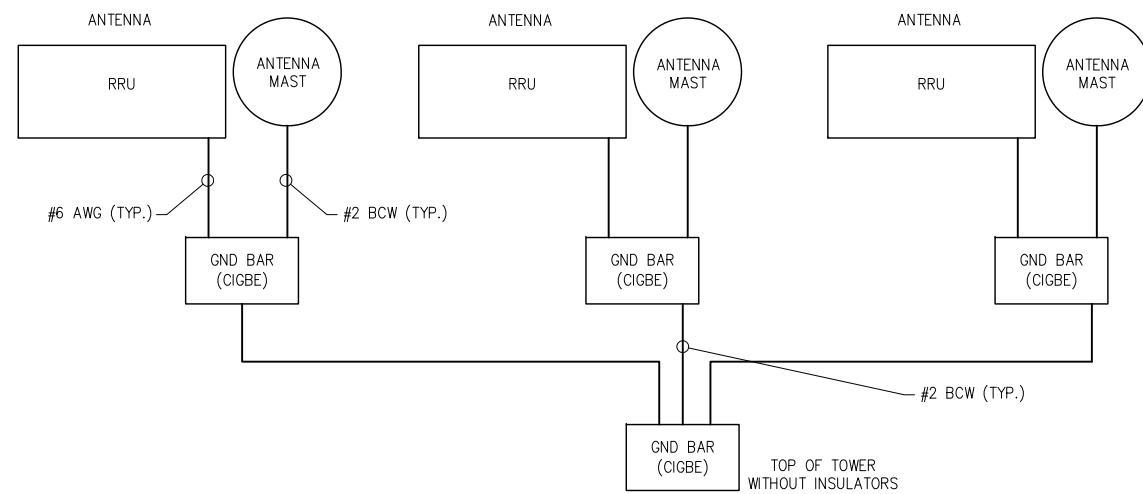 ANTENNA
ANTENNA
ANTENNA
RRU
ANTENNA
MAST
RRU
ANTENNA
MAST
RRU
ANTENNA
MAST
#6 AWG (TYP.)
#2 BCW (TYP.)
GND BAR
(CIGBE)
GND BAR
(CIGBE)
GND BAR
(CIGBE)
#2 BCW (TYP.)
GND BAR
(CIGBE)
TOP OF TOWER
WITHOUT INSULATORS